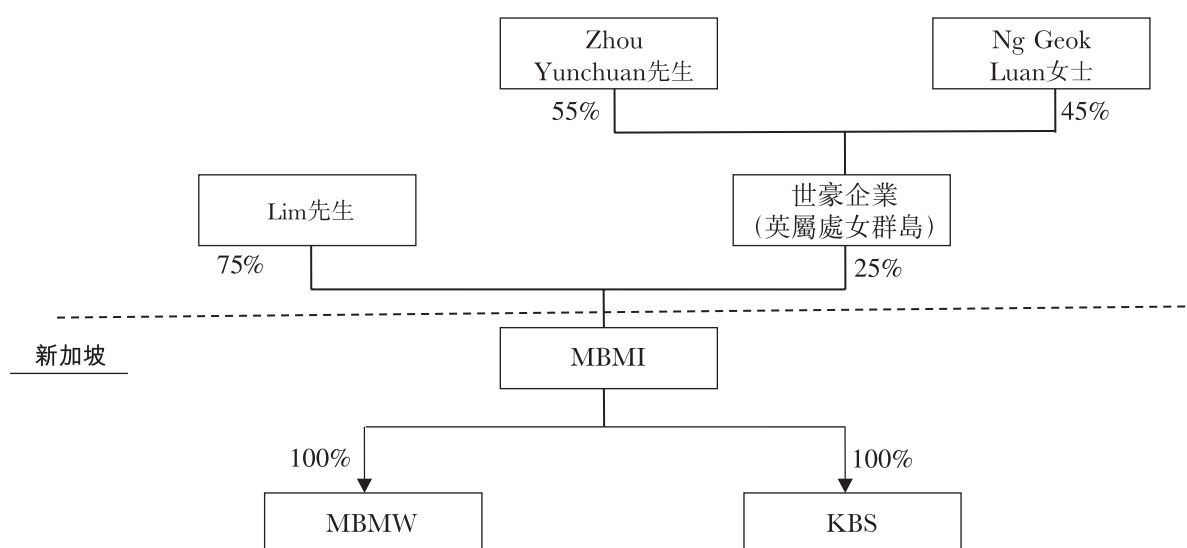 Zhou
Yunchuan先生
Ng Geok
Luan女士
55%
45%
Lim先生
世豪企業
（英屬處女群島）
75%
25%
新加坡
MBMI
100%
100%
MBMW
KBS